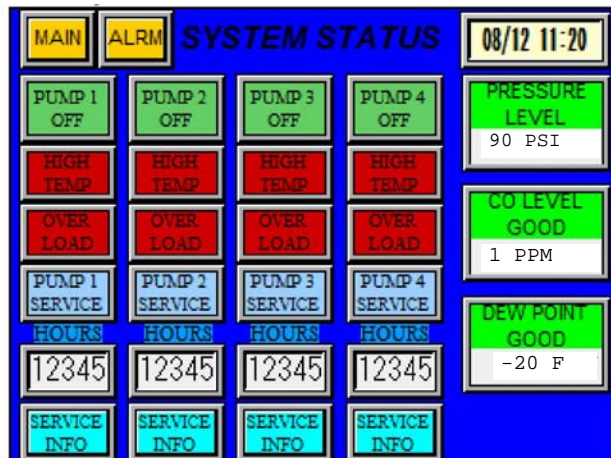 MAIN ALRM SYSTEM STATUS 08/12 11:20
PUMP 1 PUMP 2 PUMP 3 PUMP 4
OFF OFF OFF OFF
PRESSURE
LEVEL
90 PSI
HIGH HIGH HIGH HIGH
TEMP TEMP TEMP TEMP
OVER OVER OVER OVER
LOAD LOAD LOAD LOAD
CO LEVEL
GOOD
1 PPM
PUMP 1 PUMP 2 PUMP 3 PUMP 4
SERVICE SERVICE SERVICE SERVICE
HOURS HOURS HOURS HOURS
12345 12345 12345 12345
DEW POINT
GOOD
-20 F
SERVICE SERVICE SERVICE SERVICE
INFO INFO INFO INFO